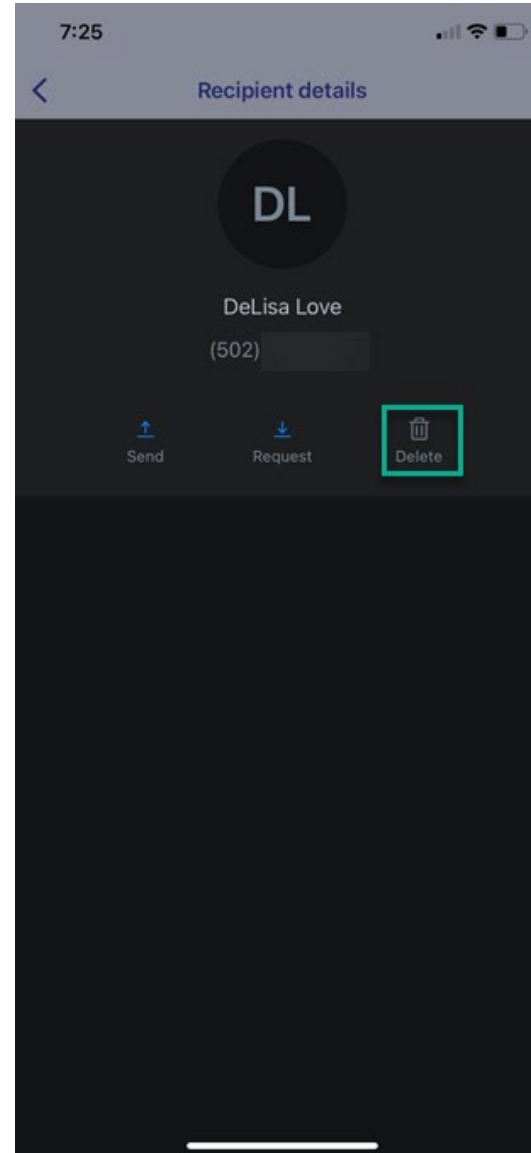 7:25
Recipient details
DL
DeLisa Love
(502)
Send Request Delete